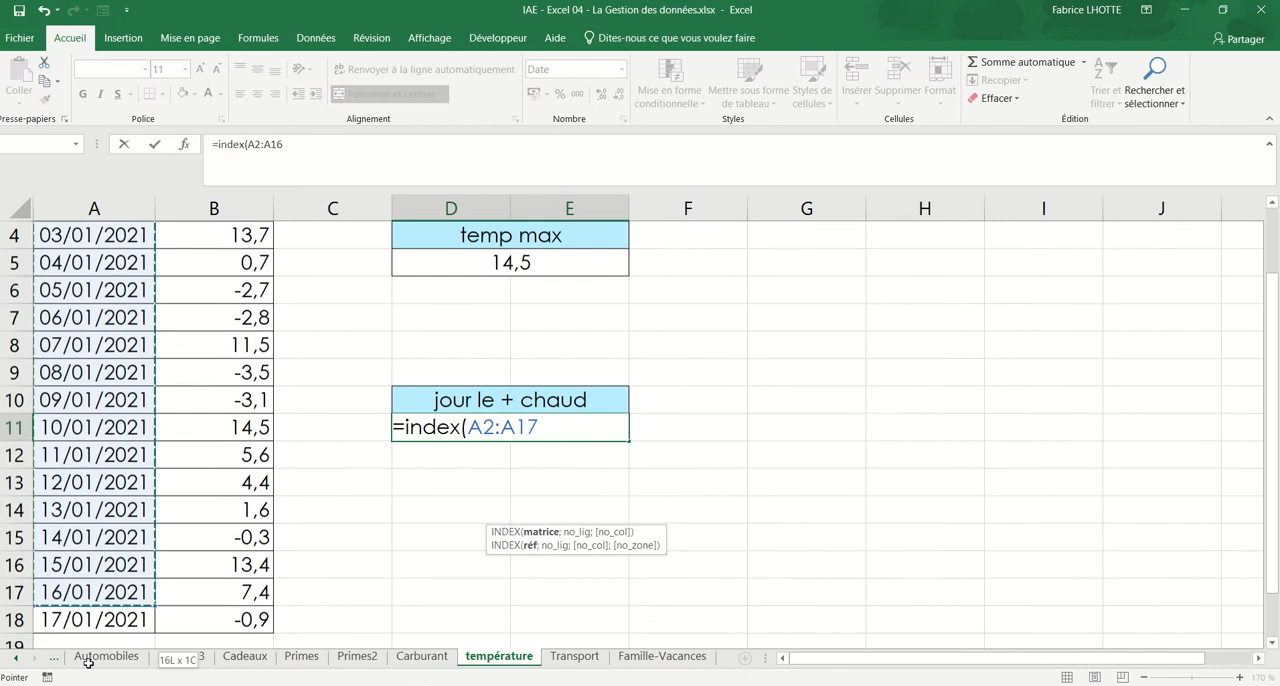 IAE - Excel 04 - La Gestion des données.xlsx - Excel
Fabrice LHOTTE
Fichier Accueil Insertion Mise en page Formules Données Révision Affichage Aide Développeur Dites-nous ce que vous voulez faire Partager
Coller
11
G I S
Renvoyer à la ligne automatiquement
Fusionner et centrer
Date
% 000
Mise en forme conditionnelle
Mettre sous forme de tableau
Styles de cellules
Insérer Supprimer Format
Somme automatique
Recopier
Effacer
Trier et filtrer
Rechercher et sélectionner
Presse-papiers Police Alignement Nombre Styles Cellules Édition
=index(A2:A16
A B C D E F G H I J
4 03/01/2021 13,7 temp max
5 04/01/2021 0,7 14,5
6 05/01/2021 -2,7
7 06/01/2021 -2,8
8 07/01/2021 11,5
9 08/01/2021 -3,5
10 09/01/2021 -3,1 jour le + chaud
11 10/01/2021 14,5 =index(A2:A17
12 11/01/2021 5,6
13 12/01/2021 4,4
14 13/01/2021 1,6
INDEX(matrice; no_lig; [no_col])
INDEX(réf; no_lig; [no_col]; [no_zone])
15 14/01/2021 -0,3
16 15/01/2021 13,4
17 16/01/2021 7,4
18 17/01/2021 -0,9
19
... Automobiles 16L x 1C 3 Cadeaux Primes Primes2 Carburant température Transport Famille-Vacances
Pointer
170 %